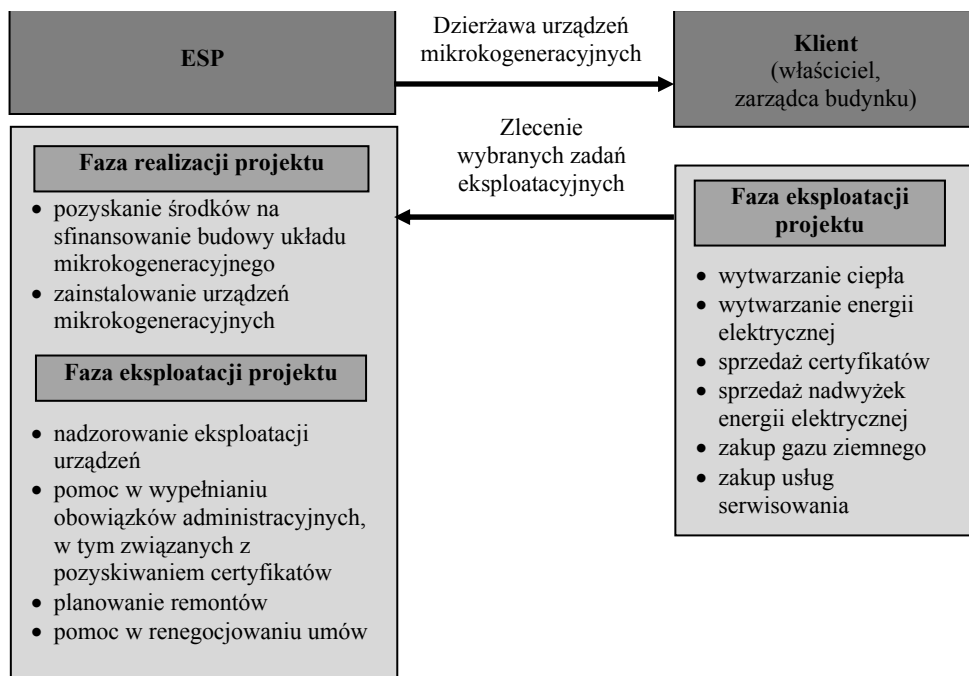 ESP
Dzierżawa urządzeń
mikrokogeneracyjnych
Klient
(właściciel,
zarządca budynku)
Zlecenie
wybranych zadań
eksploatacyjnych
Faza realizacji projektu
• pozyskanie środków na
sfinansowanie budowy układu
mikrokogeneracyjnego
• zainstalowanie urządzeń
mikrokogeneracyjnych
Faza eksploatacji projektu
• nadzorowanie eksploatacji
urządzeń
• pomoc w wypełnianiu
obowiązków administracyjnych,
w tym związanych z
pozyskiwaniem certyfikatów
• planowanie remontów
• pomoc w renegocjowaniu umów
Faza eksploatacji
projektu
• wytwarzanie ciepła
• wytwarzanie energii
elektrycznej
• sprzedaż certyfikatów
• sprzedaż nadwyżek
energii elektrycznej
• zakup gazu ziemnego
• zakup usług
serwisowania